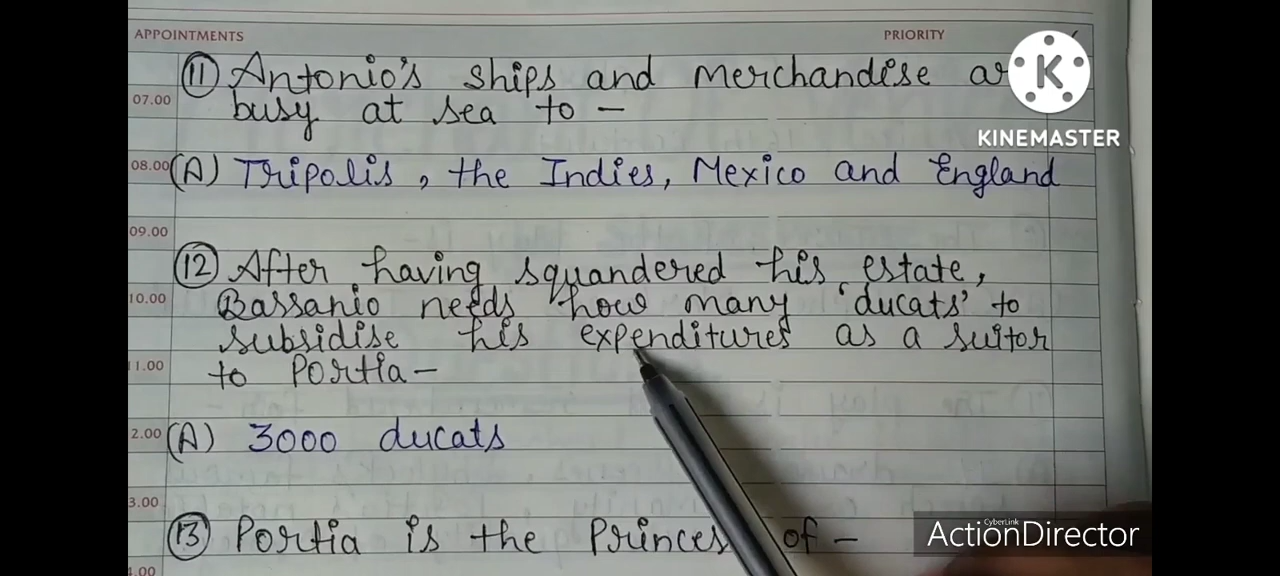 APPOINTMENTS PRIORITY
(11) Antonio's ships and merchandise
07.00 busy at sea to –
08.00 (A) Tripolis, the Indies, Mexico and England
09.00
(12) After having squandered his estate,
10.00 Bassanio needs how many 'ducats' to
subsidise his expenditures as a suitor
11.00 to Portia –
2.00 (A) 3000 ducats
3.00
(13) Portia is the Princes of –
4.00
K
KINEMASTER
CyberLink
ActionDirector